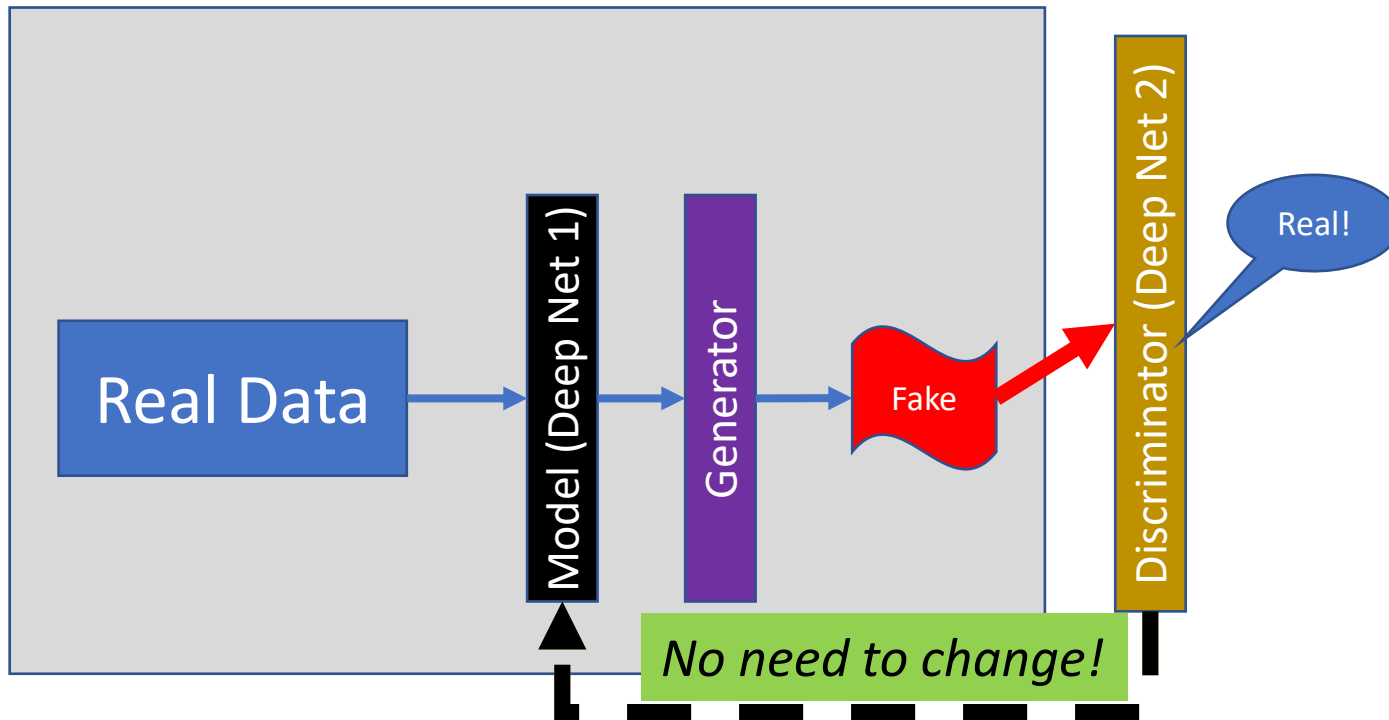 Real Data
Model (Deep Net 1)
Generator
Fake
Discriminator (Deep Net 2)
Real!
No need to change!